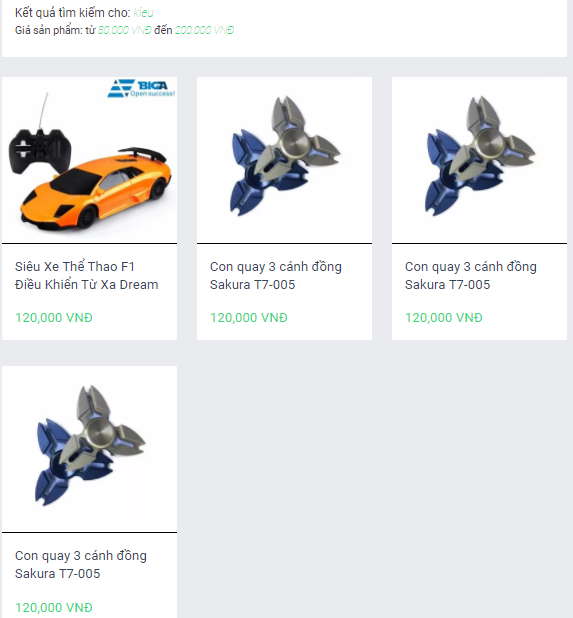 Kết quả tìm kiếm cho: kieu
Giá sản phẩm: từ 80,000 VNĐ đến 200,000 VNĐ
BIGA
Open success!
Siêu Xe Thể Thao F1
Điều Khiển Từ Xa Dream
120,000 VNĐ
Con quay 3 cánh đồng
Sakura T7-005
120,000 VNĐ
Con quay 3 cánh đồng
Sakura T7-005
120,000 VNĐ
Con quay 3 cánh đồng
Sakura T7-005
120,000 VNĐ